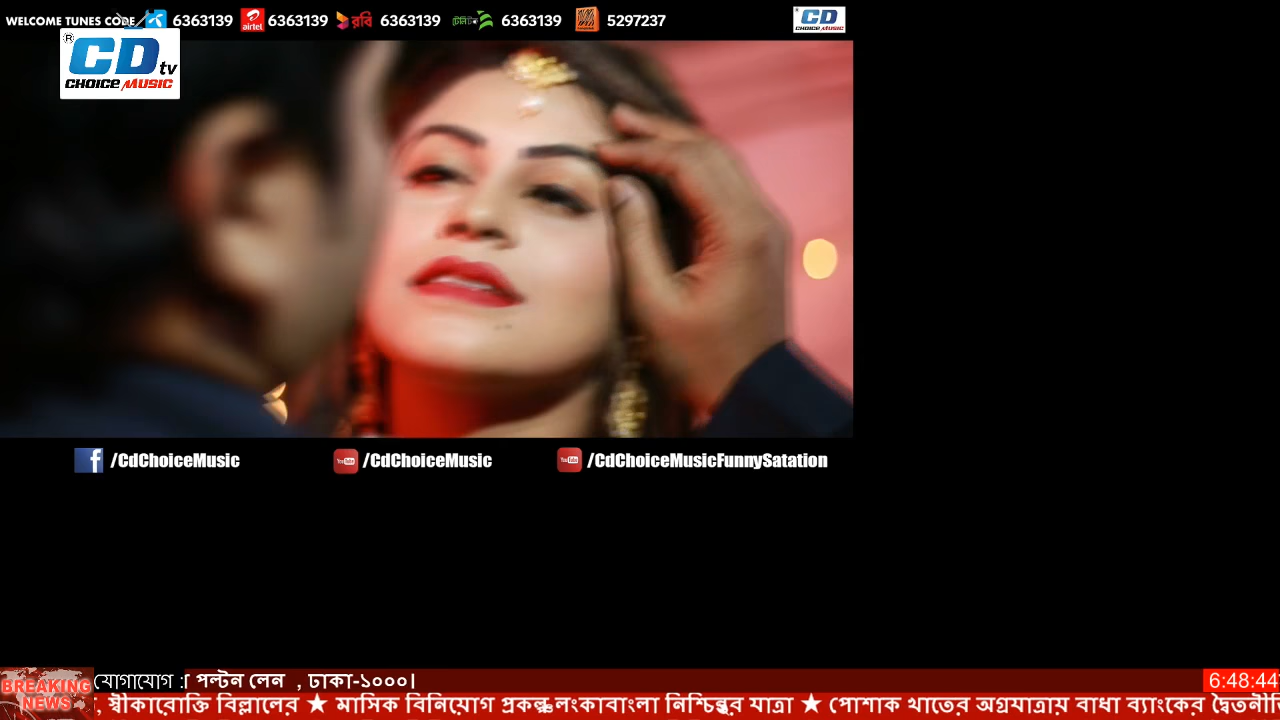 WELCOME TUNES CODE 6363139 airtel 6363139 রবি 6363139 6363139 5297237 CD CHOICE MUSIC
® CD tv
CHOICE MUSIC
/CdChoiceMusic /CdChoiceMusic /CdChoiceMusicFunnySatation
যোগাযোগ : পল্টন লেন , ঢাকা-১০০০।
6:48:44
BREAKING
NEWS
, স্বীকারোক্তি বিল্লালের ★ মাসিক বিনিয়োগ প্রকল্প লংকাবাংলা নিশ্চিন্তুর যাত্রা ★ পোশাক খাতের অগ্রযাত্রায় বাধা ব্যাংকের দ্বৈতনীতি